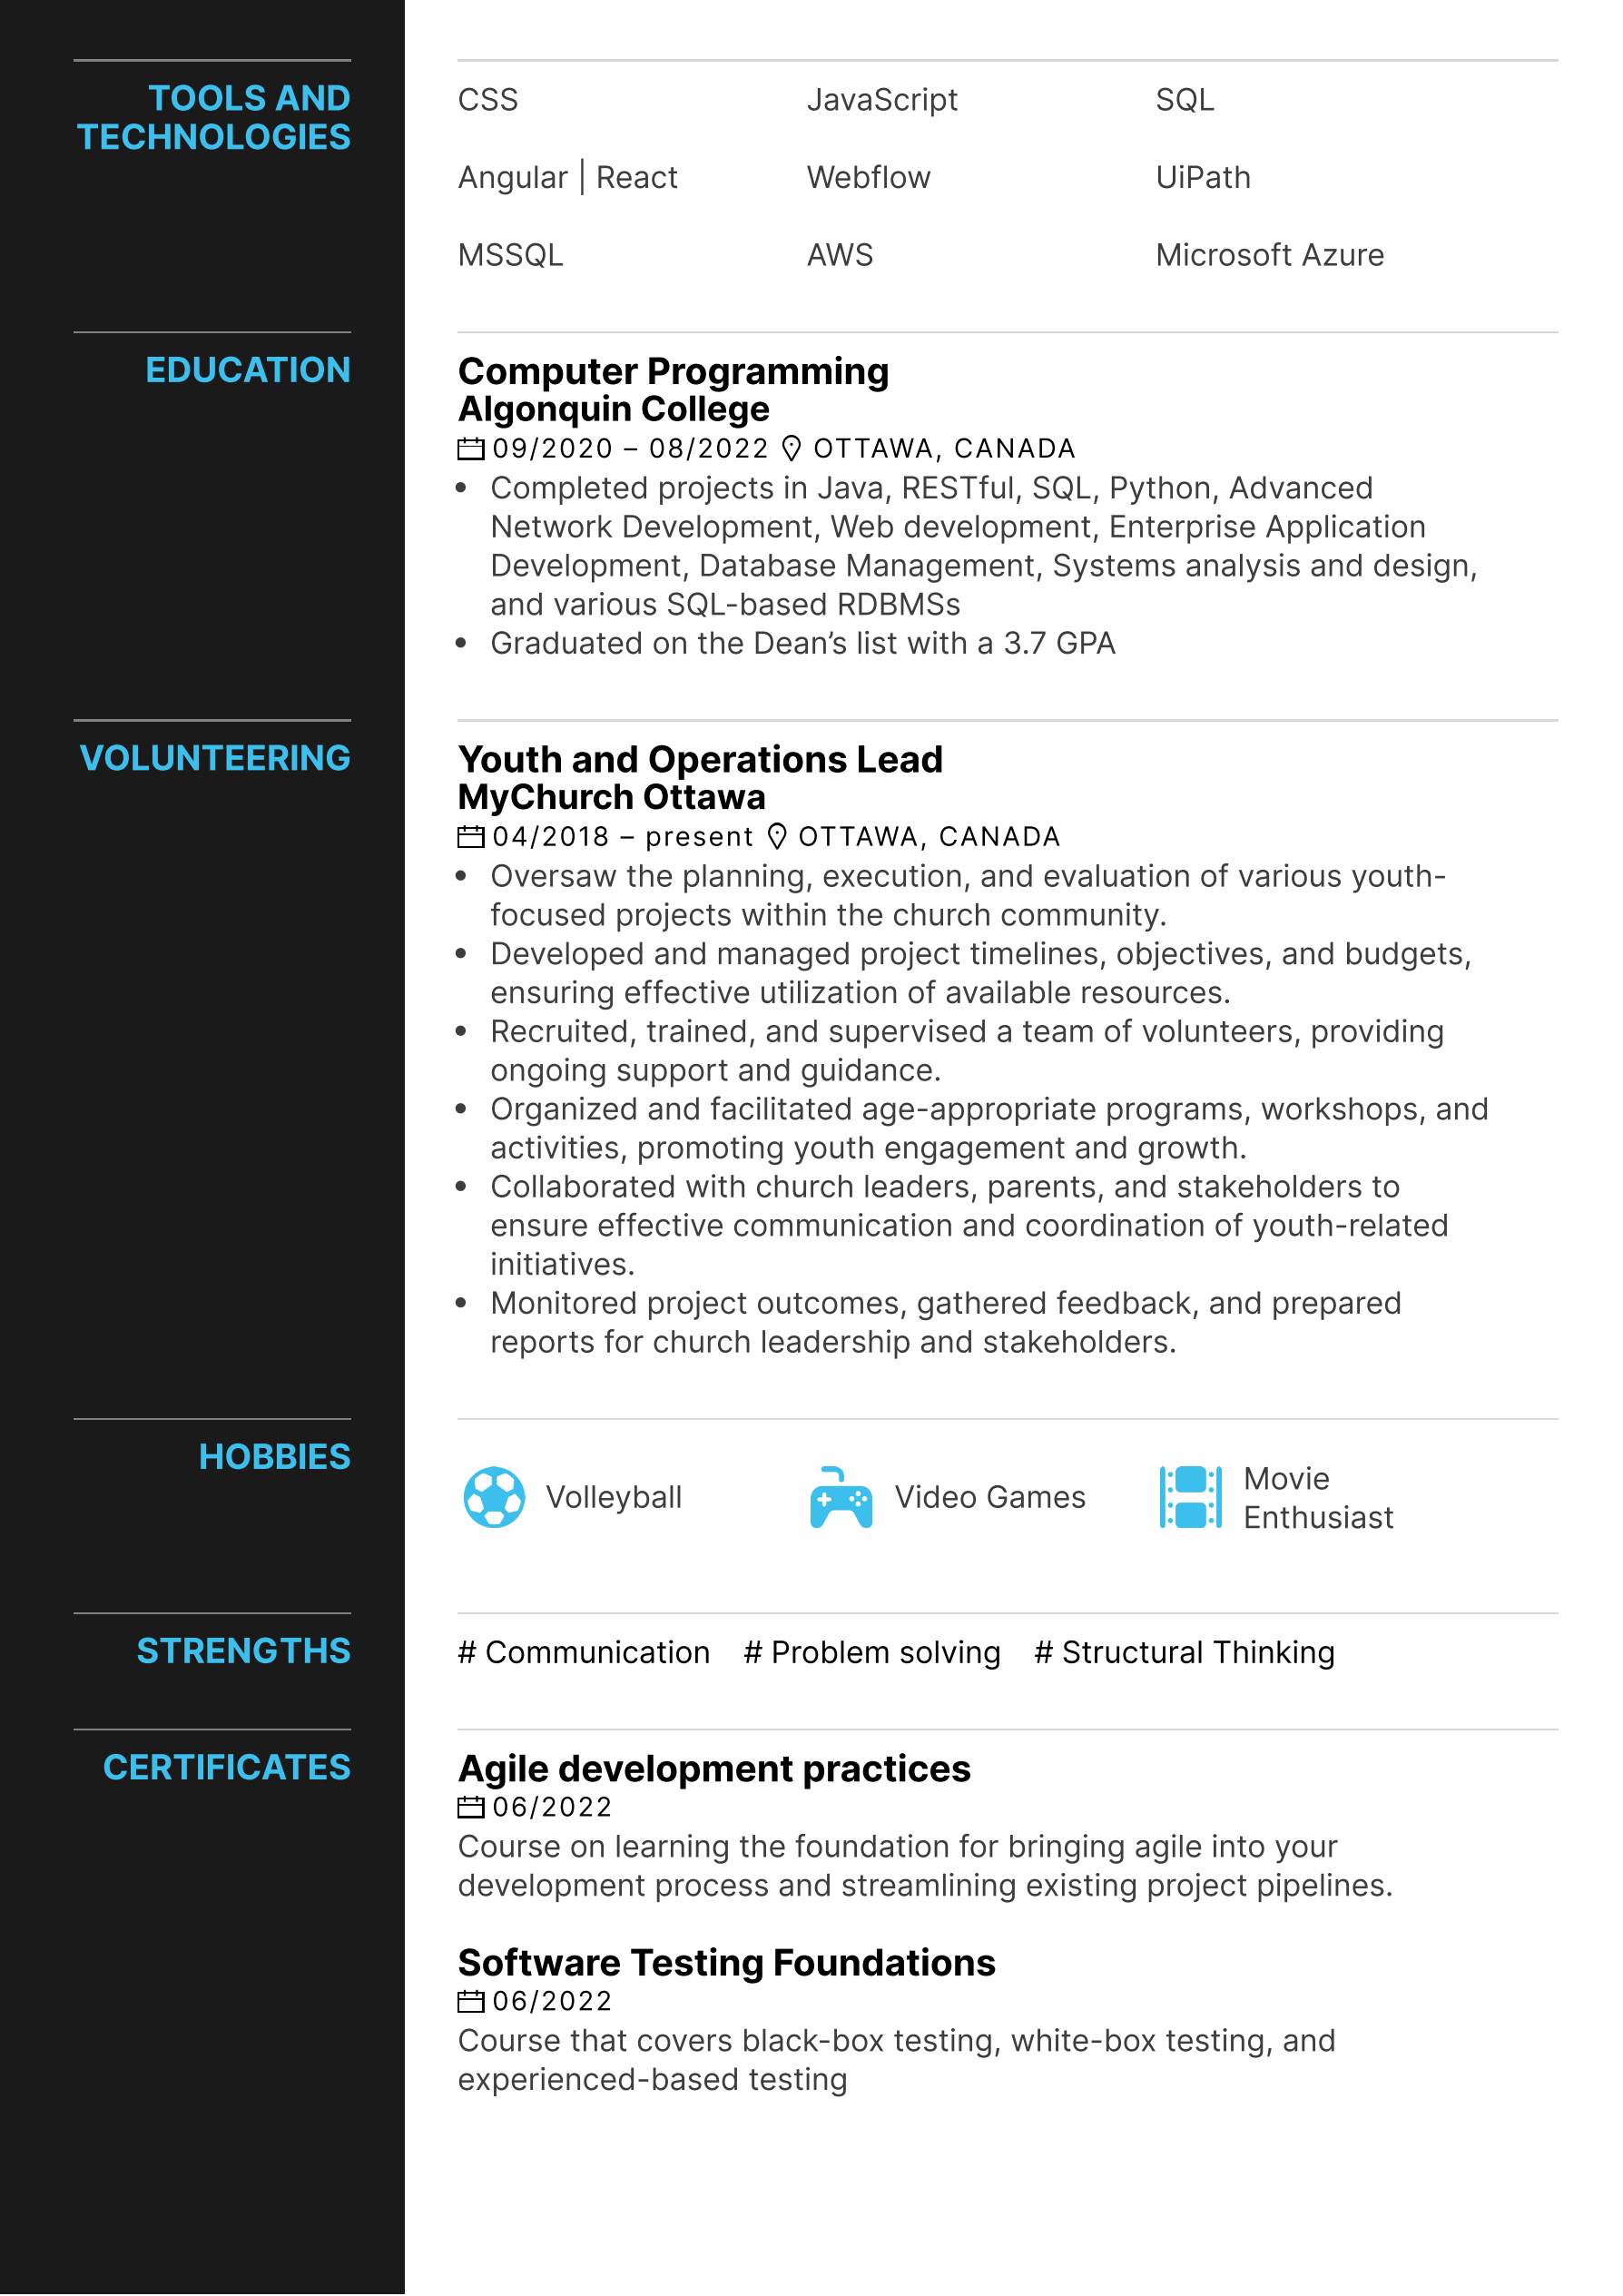 TOOLS AND
TECHNOLOGIES
CSS JavaScript SQL
Angular | React Webflow UiPath
MSSQL AWS Microsoft Azure
EDUCATION
Computer Programming
Algonquin College
09/2020 – 08/2022 OTTAWA, CANADA
• Completed projects in Java, RESTful, SQL, Python, Advanced
Network Development, Web development, Enterprise Application
Development, Database Management, Systems analysis and design,
and various SQL-based RDBMSs
• Graduated on the Dean’s list with a 3.7 GPA
VOLUNTEERING
Youth and Operations Lead
MyChurch Ottawa
04/2018 – present OTTAWA, CANADA
• Oversaw the planning, execution, and evaluation of various youth-
focused projects within the church community.
• Developed and managed project timelines, objectives, and budgets,
ensuring effective utilization of available resources.
• Recruited, trained, and supervised a team of volunteers, providing
ongoing support and guidance.
• Organized and facilitated age-appropriate programs, workshops, and
activities, promoting youth engagement and growth.
• Collaborated with church leaders, parents, and stakeholders to
ensure effective communication and coordination of youth-related
initiatives.
• Monitored project outcomes, gathered feedback, and prepared
reports for church leadership and stakeholders.
HOBBIES
Volleyball
Video Games
Movie
Enthusiast
STRENGTHS
# Communication # Problem solving # Structural Thinking
CERTIFICATES
Agile development practices
06/2022
Course on learning the foundation for bringing agile into your
development process and streamlining existing project pipelines.
Software Testing Foundations
06/2022
Course that covers black-box testing, white-box testing, and
experienced-based testing